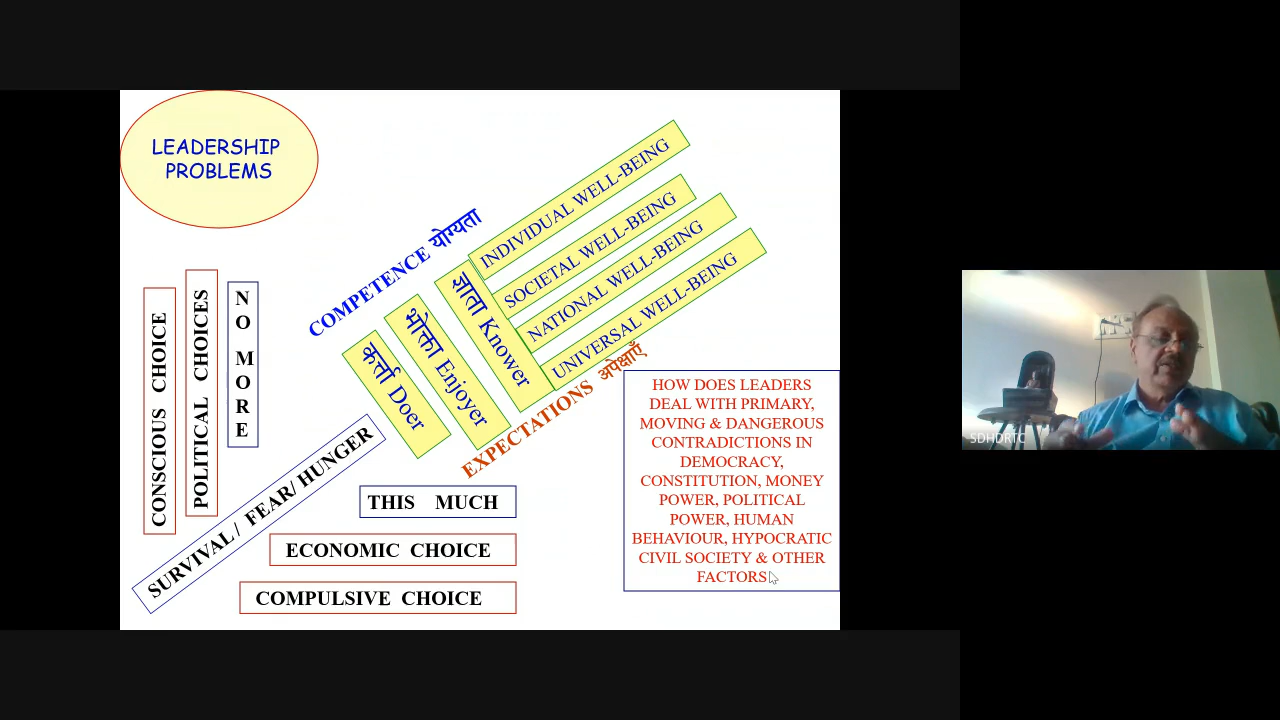 LEADERSHIP
PROBLEMS
COMPETENCE योग्यता
INDIVIDUAL WELL-BEING
SOCIETAL WELL-BEING
NATIONAL WELL-BEING
UNIVERSAL WELL-BEING
कर्ता Doer
भोक्ता Enjoyer
ज्ञाता Knower
EXPECTATIONS अपेक्षाएँ
CONSCIOUS CHOICE
POLITICAL CHOICES
NO MORE
SURVIVAL / FEAR/ HUNGER
THIS MUCH
ECONOMIC CHOICE
COMPULSIVE CHOICE
HOW DOES LEADERS
DEAL WITH PRIMARY,
MOVING & DANGEROUS
CONTRADICTIONS IN
DEMOCRACY,
CONSTITUTION, MONEY
POWER, POLITICAL
POWER, HUMAN
BEHAVIOUR, HYPOCRATIC
CIVIL SOCIETY & OTHER
FACTORS
SDHDRTC